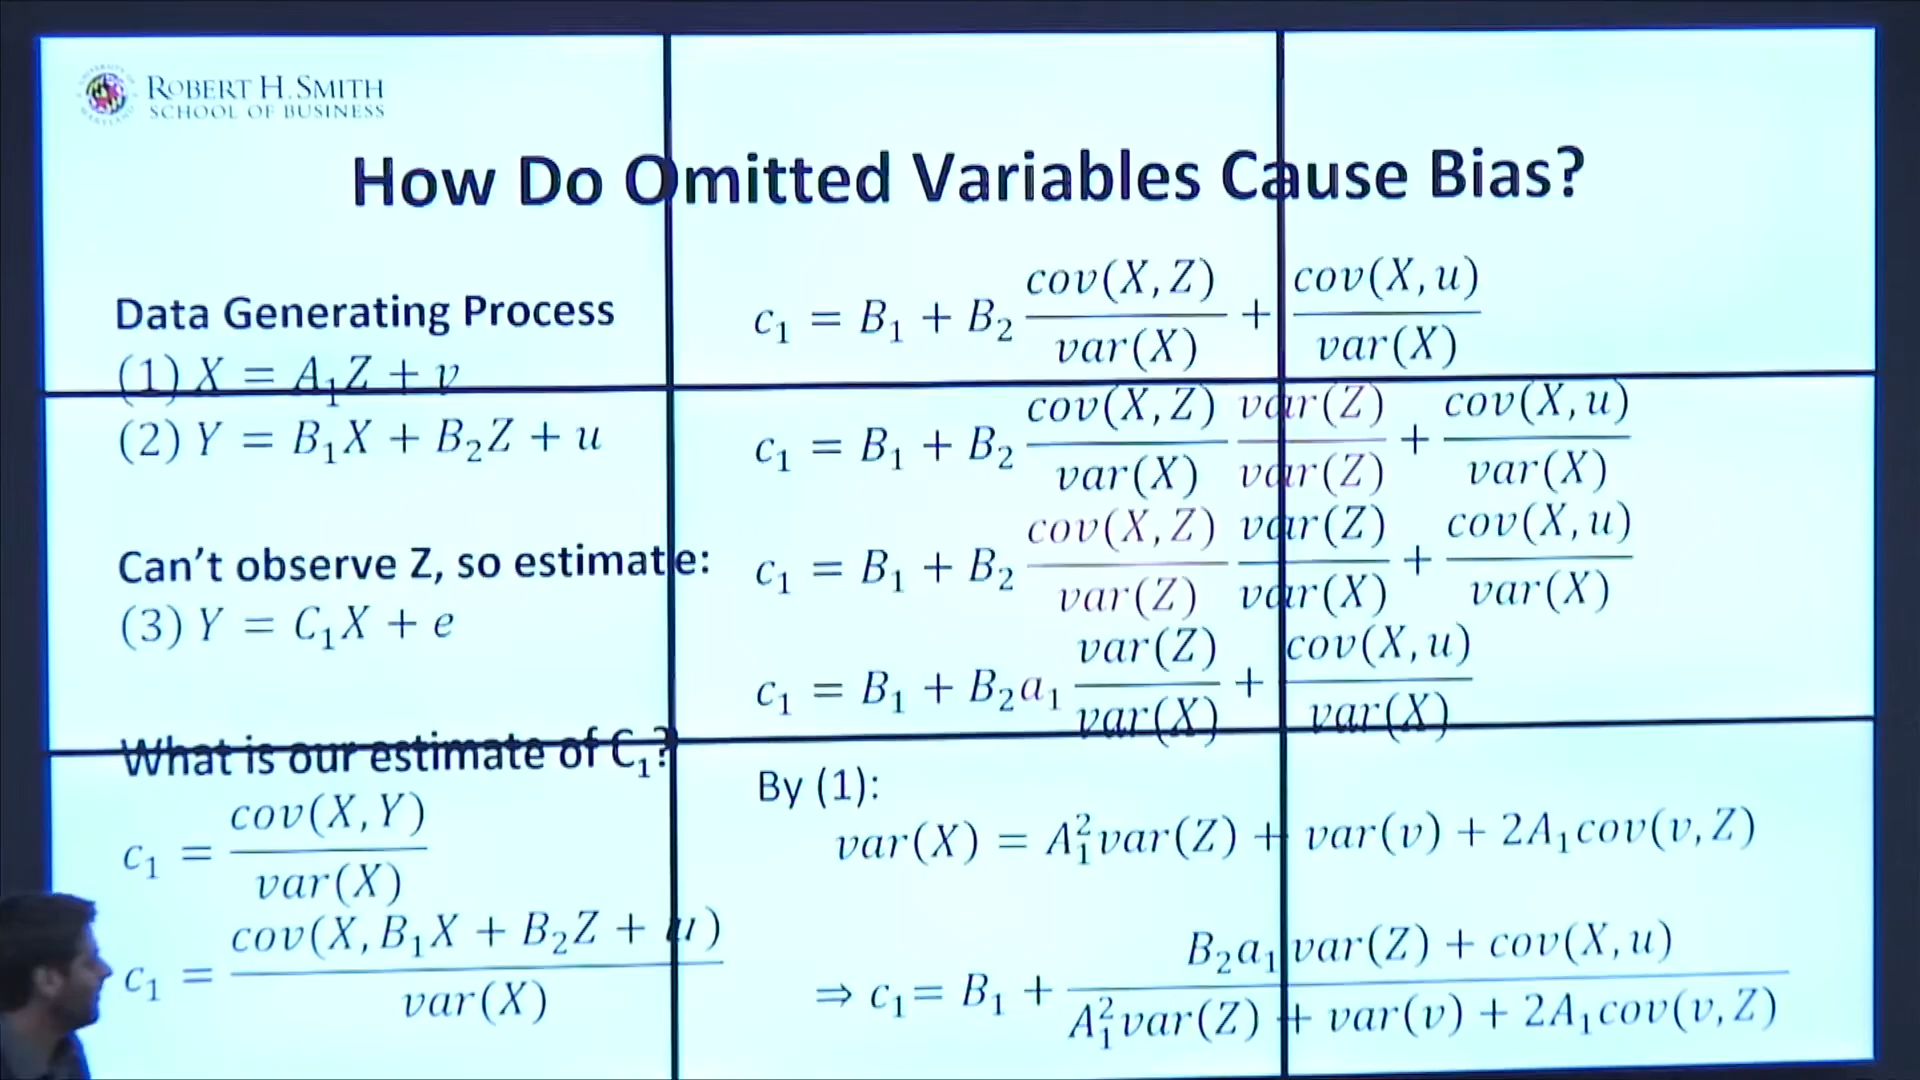 ROBERT H. SMITH
SCHOOL OF BUSINESS
How Do Omitted Variables Cause Bias?
Data Generating Process
(1) X = A₁Z + v
(2) Y = B₁X + B₂Z + u
Can't observe Z, so estimate:
(3) Y = C₁X + e
What is our estimate of C₁?
c₁ = cov(X, Y) / var(X)
c₁ = cov(X, B₁X + B₂Z + u) / var(X)
c₁ = B₁ + B₂ cov(X, Z) / var(X) + cov(X, u) / var(X)
c₁ = B₁ + B₂ cov(X, Z) / var(X) var(Z) / var(Z) + cov(X, u) / var(X)
c₁ = B₁ + B₂ cov(X, Z) / var(Z) var(Z) / var(X) + cov(X, u) / var(X)
c₁ = B₁ + B₂a₁ var(Z) / var(X) + cov(X, u) / var(X)
By (1):
var(X) = A₁²var(Z) + var(v) + 2A₁cov(v, Z)
⇒ c₁ = B₁ + B₂a₁var(Z) + cov(X, u) / A₁²var(Z) + var(v) + 2A₁cov(v, Z)